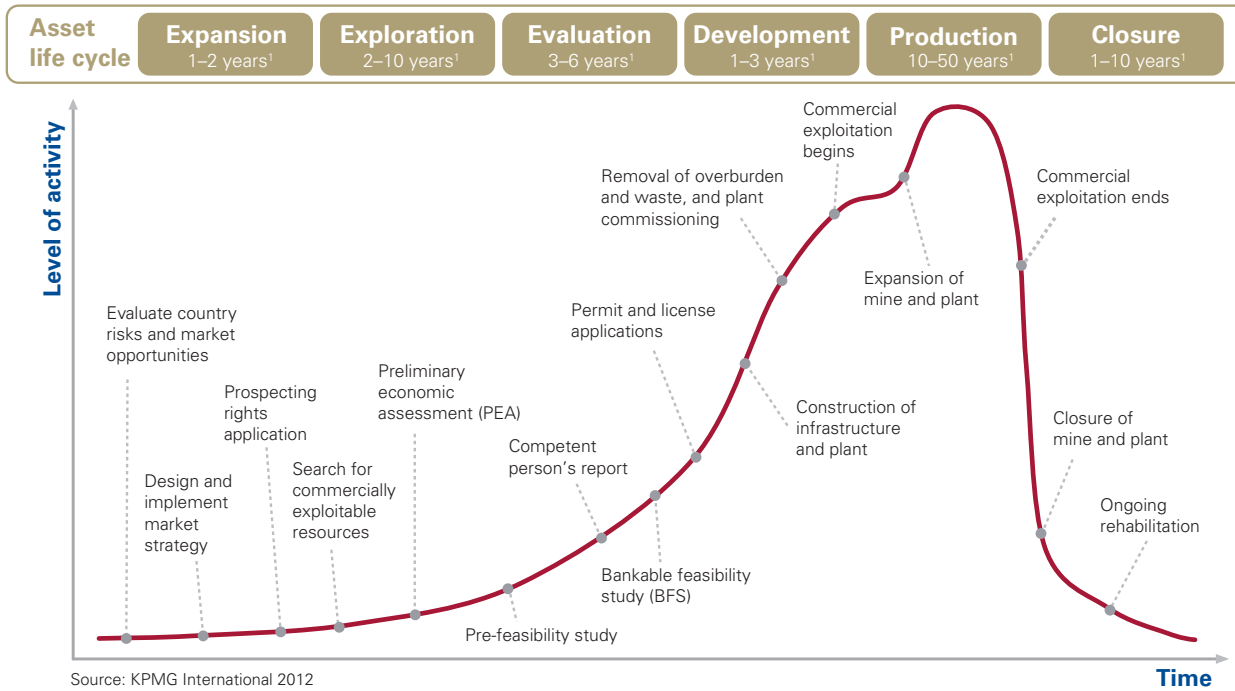 Asset
life cycle
Expansion
1–2 years¹
Exploration
2–10 years¹
Evaluation
3–6 years¹
Development
1–3 years¹
Production
10–50 years¹
Closure
1–10 years¹
Level of activity
Evaluate country
risks and market
opportunities
Design and
implement
market
strategy
Prospecting
rights
application
Search for
commercially
exploitable
resources
Preliminary
economic
assessment (PEA)
Pre-feasibility study
Competent
person's report
Bankable feasibility
study (BFS)
Permit and license
applications
Construction of
infrastructure
and plant
Removal of overburden
and waste, and plant
commissioning
Commercial
exploitation
begins
Expansion of
mine and plant
Commercial
exploitation ends
Closure of
mine and plant
Ongoing
rehabilitation
Time
Source: KPMG International 2012